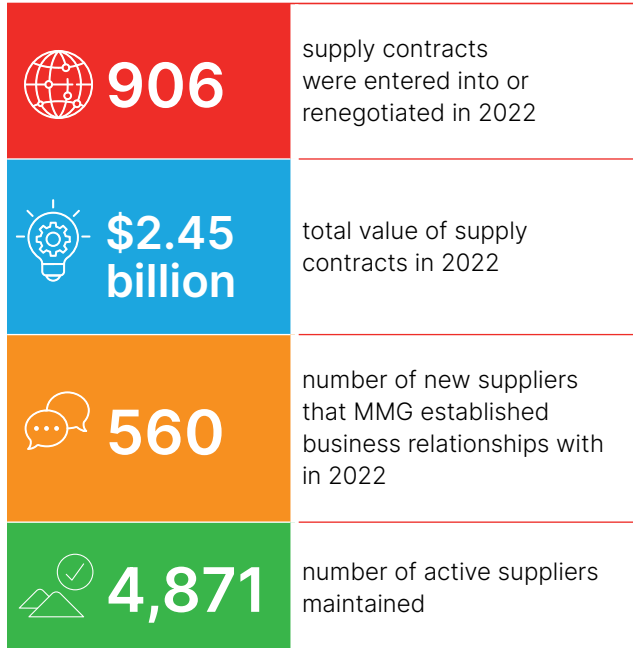 906
supply contracts
were entered into or
renegotiated in 2022
$2.45
billion
total value of supply
contracts in 2022
560
number of new suppliers
that MMG established
business relationships with
in 2022
4,871
number of active suppliers
maintained